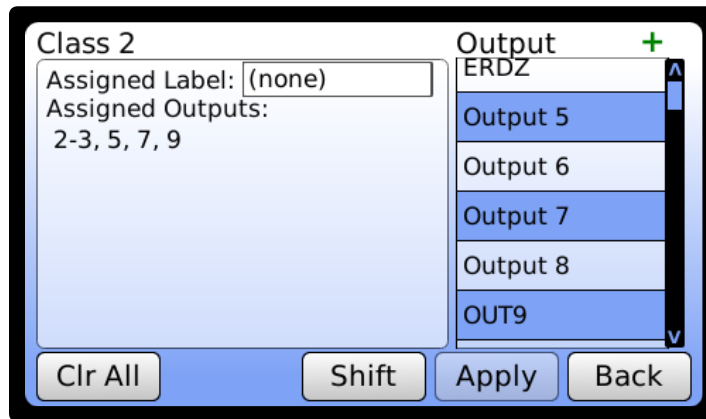 Class 2
Assigned Label: (none)
Assigned Outputs:
2-3, 5, 7, 9
Output +
ERDZ
Output 5
Output 6
Output 7
Output 8
OUT9
Clr All
Shift
Apply
Back